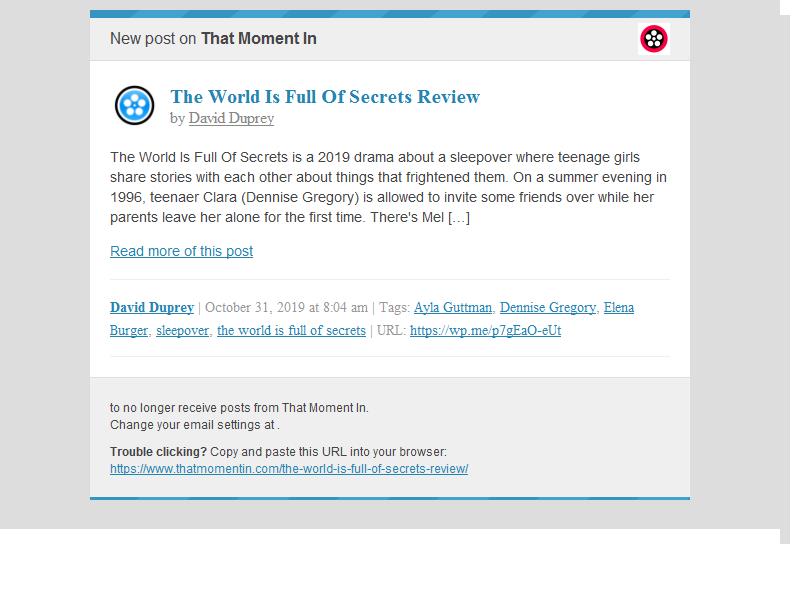 New post on That Moment In
The World Is Full Of Secrets Review
by David Duprey
The World Is Full Of Secrets is a 2019 drama about a sleepover where teenage girls
share stories with each other about things that frightened them. On a summer evening in
1996, teenaer Clara (Dennise Gregory) is allowed to invite some friends over while her
parents leave her alone for the first time. There's Mel […]
Read more of this post
David Duprey | October 31, 2019 at 8:04 am | Tags: Ayla Guttman, Dennise Gregory, Elena
Burger, sleepover, the world is full of secrets | URL: https://wp.me/p7gEaO-eUt
to no longer receive posts from That Moment In.
Change your email settings at .
Trouble clicking? Copy and paste this URL into your browser:
https://www.thatmomentin.com/the-world-is-full-of-secrets-review/